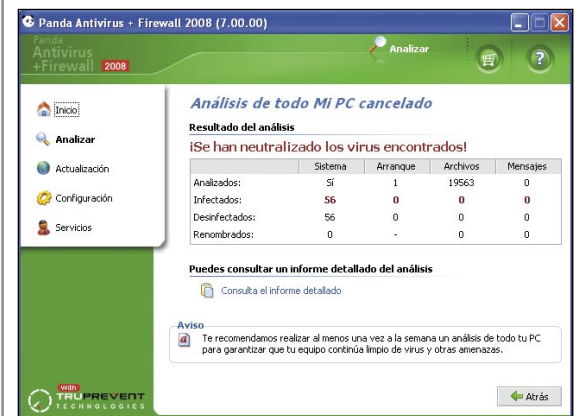 Panda Antivirus + Firewall 2008 (7.00.00)
Panda
Antivirus
+Firewall 2008
Analizar
?
Inicio
Analizar
Actualización
Configuración
Servicios
Análisis de todo Mi PC cancelado
Resultado del análisis
¡Se han neutralizado los virus encontrados!
Sistema Arranque Archivos Mensajes
Analizados: Sí 1 19563 0
Infectados: 56 0 0 0
Desinfectados: 56 0 0 0
Renombrados: 0 - 0 0
Puedes consultar un informe detallado del análisis
Consulta el informe detallado
Aviso
Te recomendamos realizar al menos una vez a la semana un análisis de todo tu PC
para garantizar que tu equipo continúa limpio de virus y otras amenazas.
with
TRUPREVENT
TECHNOLOGIES
Atrás